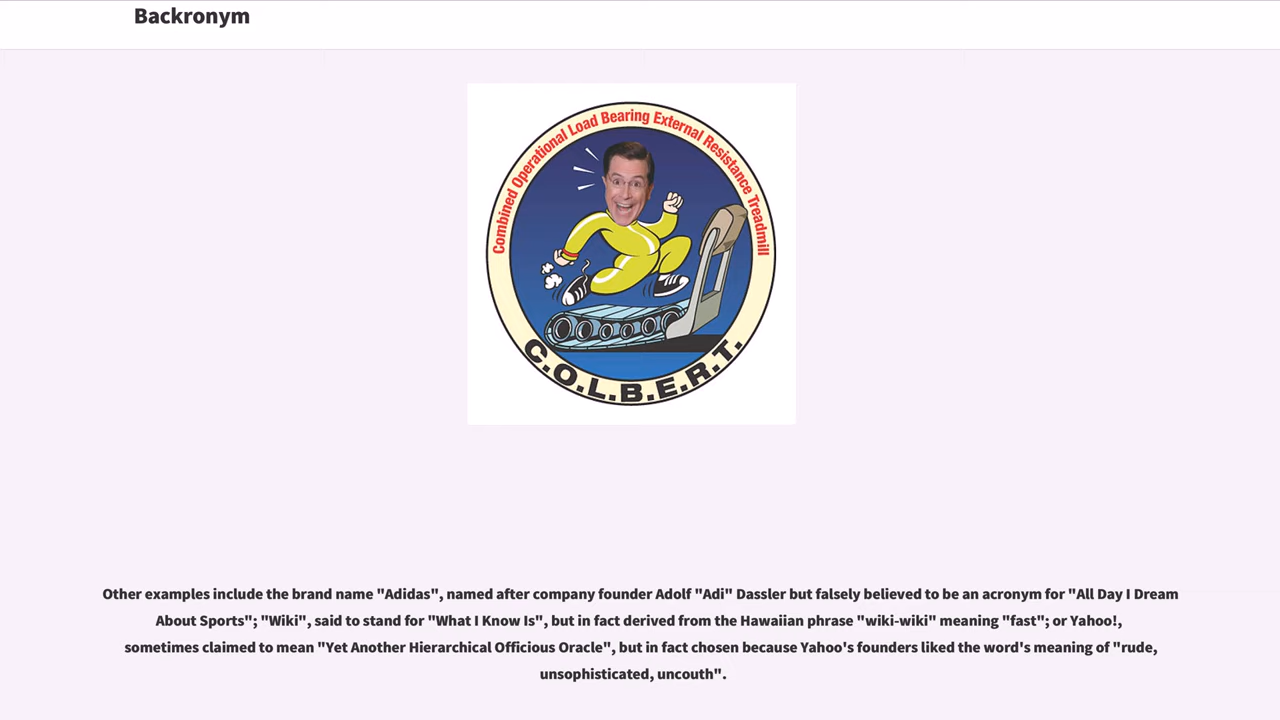 Backronym
Combined Operational Load Bearing External Resistance Treadmill
C.O.L.B.E.R.T.
Other examples include the brand name "Adidas", named after company founder Adolf "Adi" Dassler but falsely believed to be an acronym for "All Day I Dream
About Sports"; "Wiki", said to stand for "What I Know Is", but in fact derived from the Hawaiian phrase "wiki-wiki" meaning "fast"; or Yahoo!,
sometimes claimed to mean "Yet Another Hierarchical Officious Oracle", but in fact chosen because Yahoo's founders liked the word's meaning of "rude,
unsophisticated, uncouth".